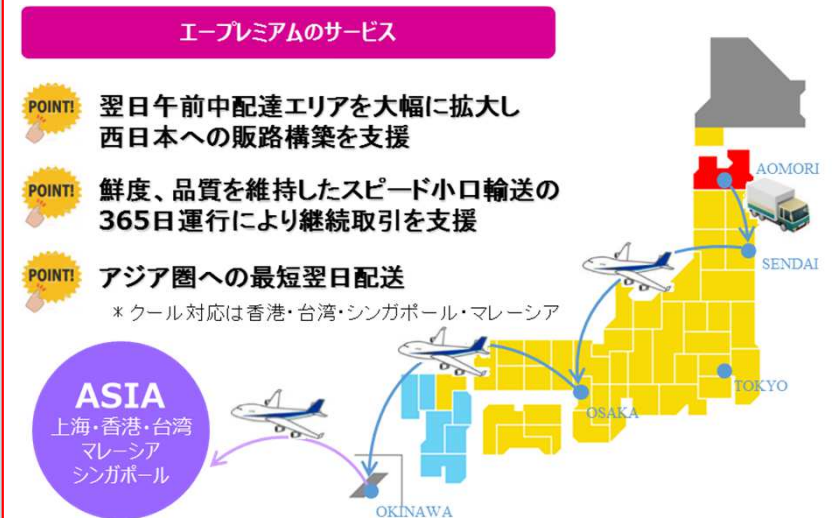 エープレミアムのサービス
POINT!
翌日午前中配達エリアを大幅に拡大し
西日本への販路構築を支援
POINT!
鮮度、品質を維持したスピード小口輸送の
365日運行により継続取引を支援
POINT!
アジア圏への最短翌日配送
*クール対応は香港・台湾・シンガポール・マレーシア
AOMORI
SENDAI
TOKYO
OSAKA
OKINAWA
ASIA
上海・香港・台湾
マレーシア
シンガポール